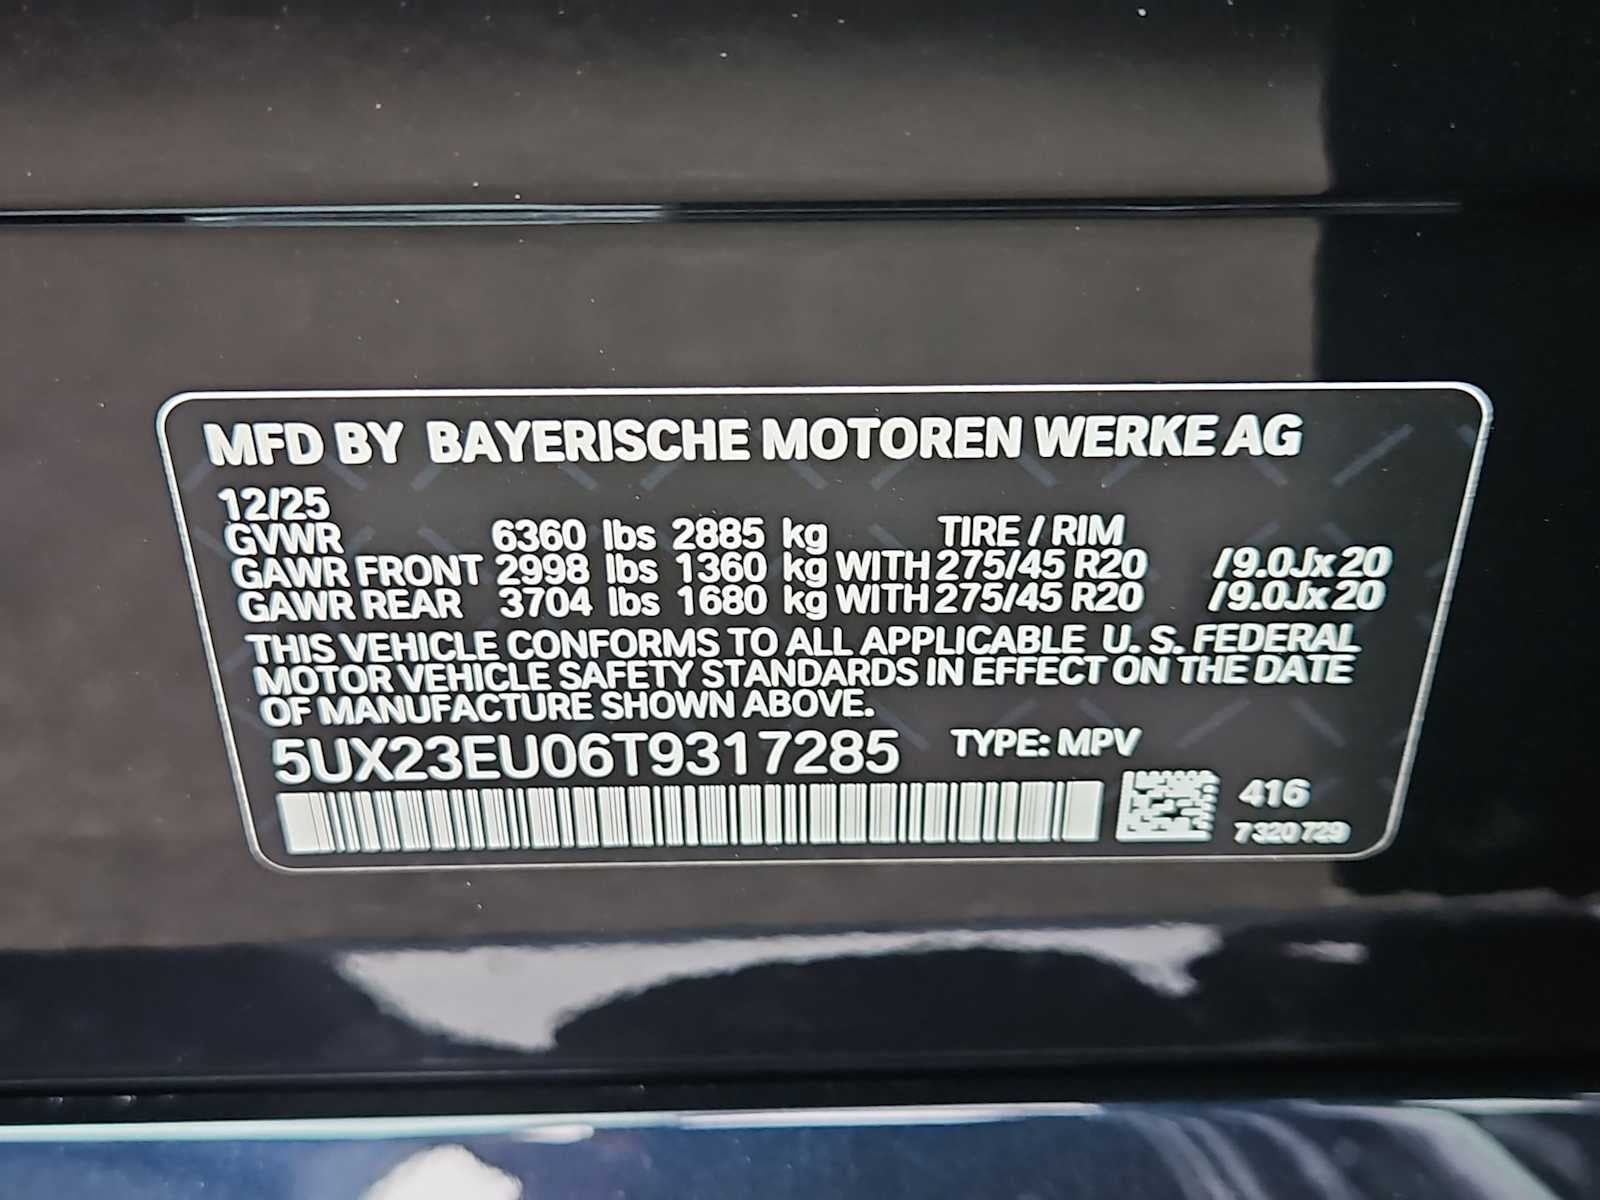 MFD BY BAYERISCHE MOTOREN WERKE AG
12/25
GVWR 6360 lbs 2885 kg TIRE / RIM
GAWR FRONT 2998 lbs 1360 kg WITH 275/45 R20 /9.0Jx20
GAWR REAR 3704 lbs 1680 kg WITH 275/45 R20 /9.0Jx20
THIS VEHICLE CONFORMS TO ALL APPLICABLE U. S. FEDERAL
MOTOR VEHICLE SAFETY STANDARDS IN EFFECT ON THE DATE
OF MANUFACTURE SHOWN ABOVE.
5UX23EU06T9317285 TYPE: MPV
416
7320729